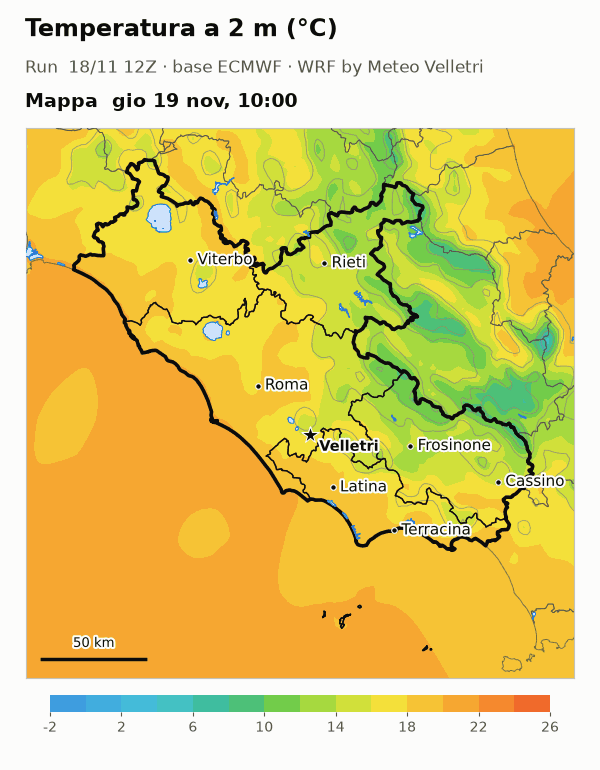 Temperatura a 2 m (°C)
Run  18/11 12Z · base ECMWF · WRF by Meteo Velletri
Mappa  gio 19 nov, 10:00
Viterbo
Rieti
Roma
Velletri
Frosinone
Cassino
Latina
Terracina
50 km
-2 2 6 10 14 18 22 26